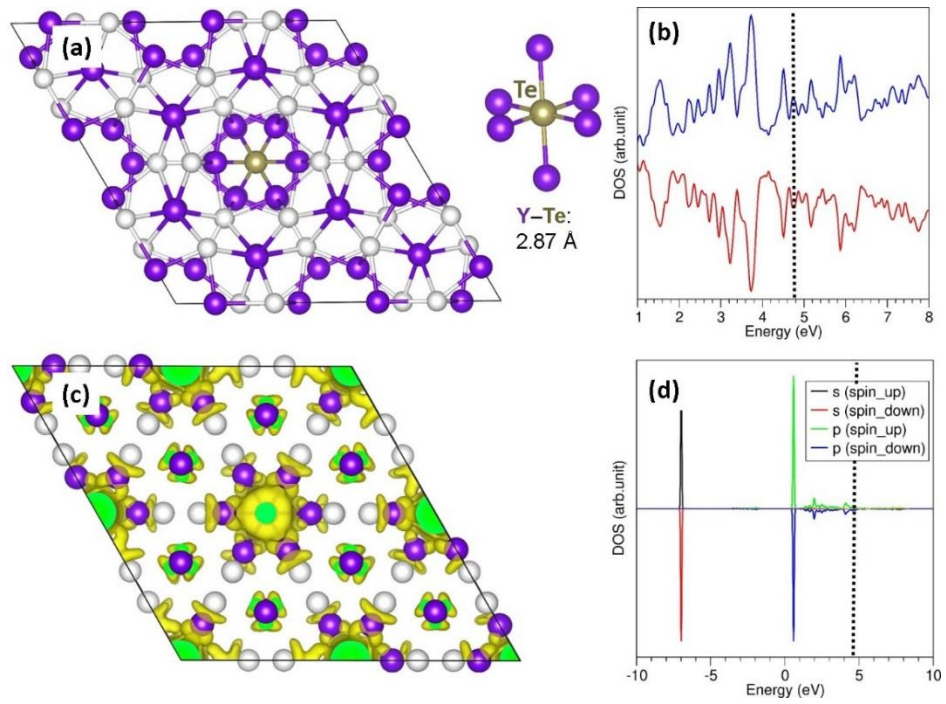 (a)
Te
Y–Te:
2.87 Å
(b)
DOS (arb.unit)
1 2 3 4 5 6 7 8
Energy (eV)
(c)
(d)
s (spin_up)
s (spin_down)
p (spin_up)
p (spin_down)
DOS (arb.unit)
-10 -5 0 5 10
Energy (eV)